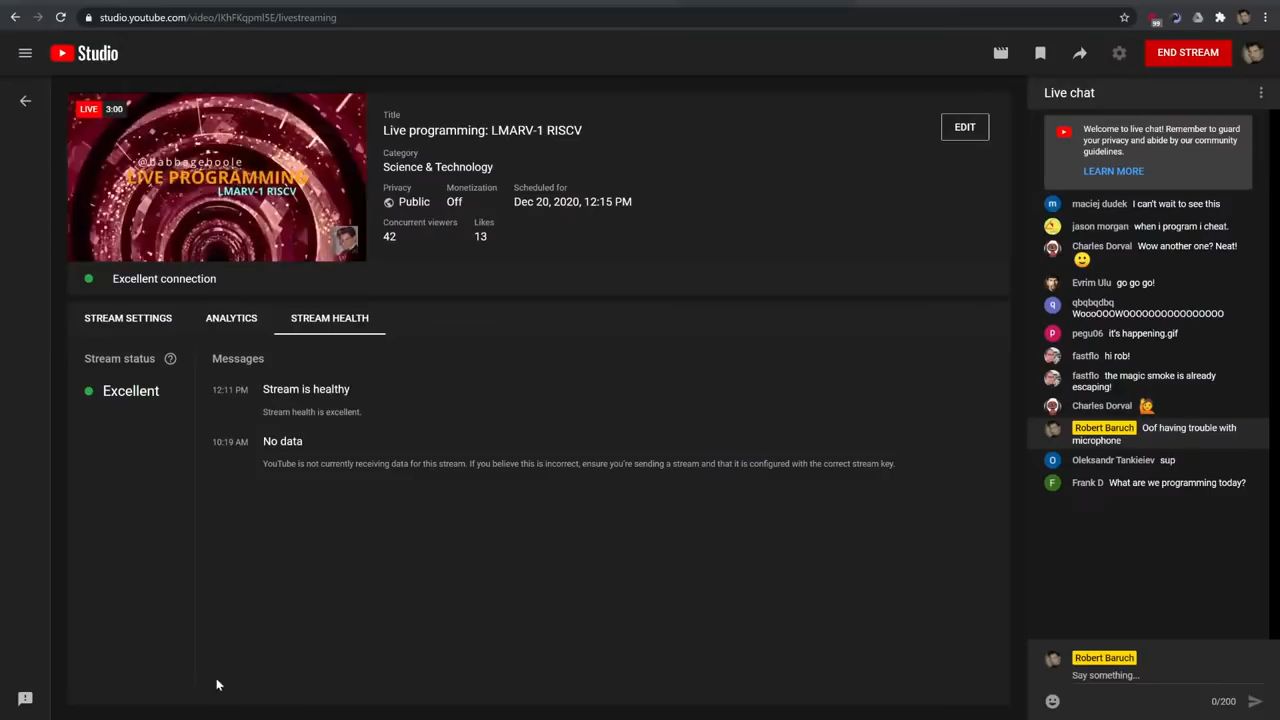 studio.youtube.com/video/lKhFKqpml5E/livestreaming
99
Studio
END STREAM
LIVE 3:00
@babbageboole
LIVE PROGRAMMING
LMARV-1 RISCV
Title
Live programming: LMARV-1 RISCV
EDIT
Category
Science & Technology
Privacy Monetization Scheduled for
Public Off Dec 20, 2020, 12:15 PM
Concurrent viewers Likes
42 13
Excellent connection
STREAM SETTINGS ANALYTICS STREAM HEALTH
Stream status Messages
Excellent
12:11 PM Stream is healthy
Stream health is excellent.
10:19 AM No data
YouTube is not currently receiving data for this stream. If you believe this is incorrect, ensure you're sending a stream and that it is configured with the correct stream key.
Live chat
Welcome to live chat! Remember to guard
your privacy and abide by our community
guidelines.
LEARN MORE
m maciej dudek I can't wait to see this
jason morgan when i program i cheat.
Charles Dorval Wow another one? Neat!
Evrim Ulu go go go!
q qbqbqdbq
WoooOOOWOOOOOOOOOOOOOOOO
p pegu06 it's happening.gif
fastflo hi rob!
fastflo the magic smoke is already
escaping!
Charles Dorval
Robert Baruch Oof having trouble with
microphone
O Oleksandr Tankieiev sup
F Frank D What are we programming today?
Robert Baruch
Say something...
0/200